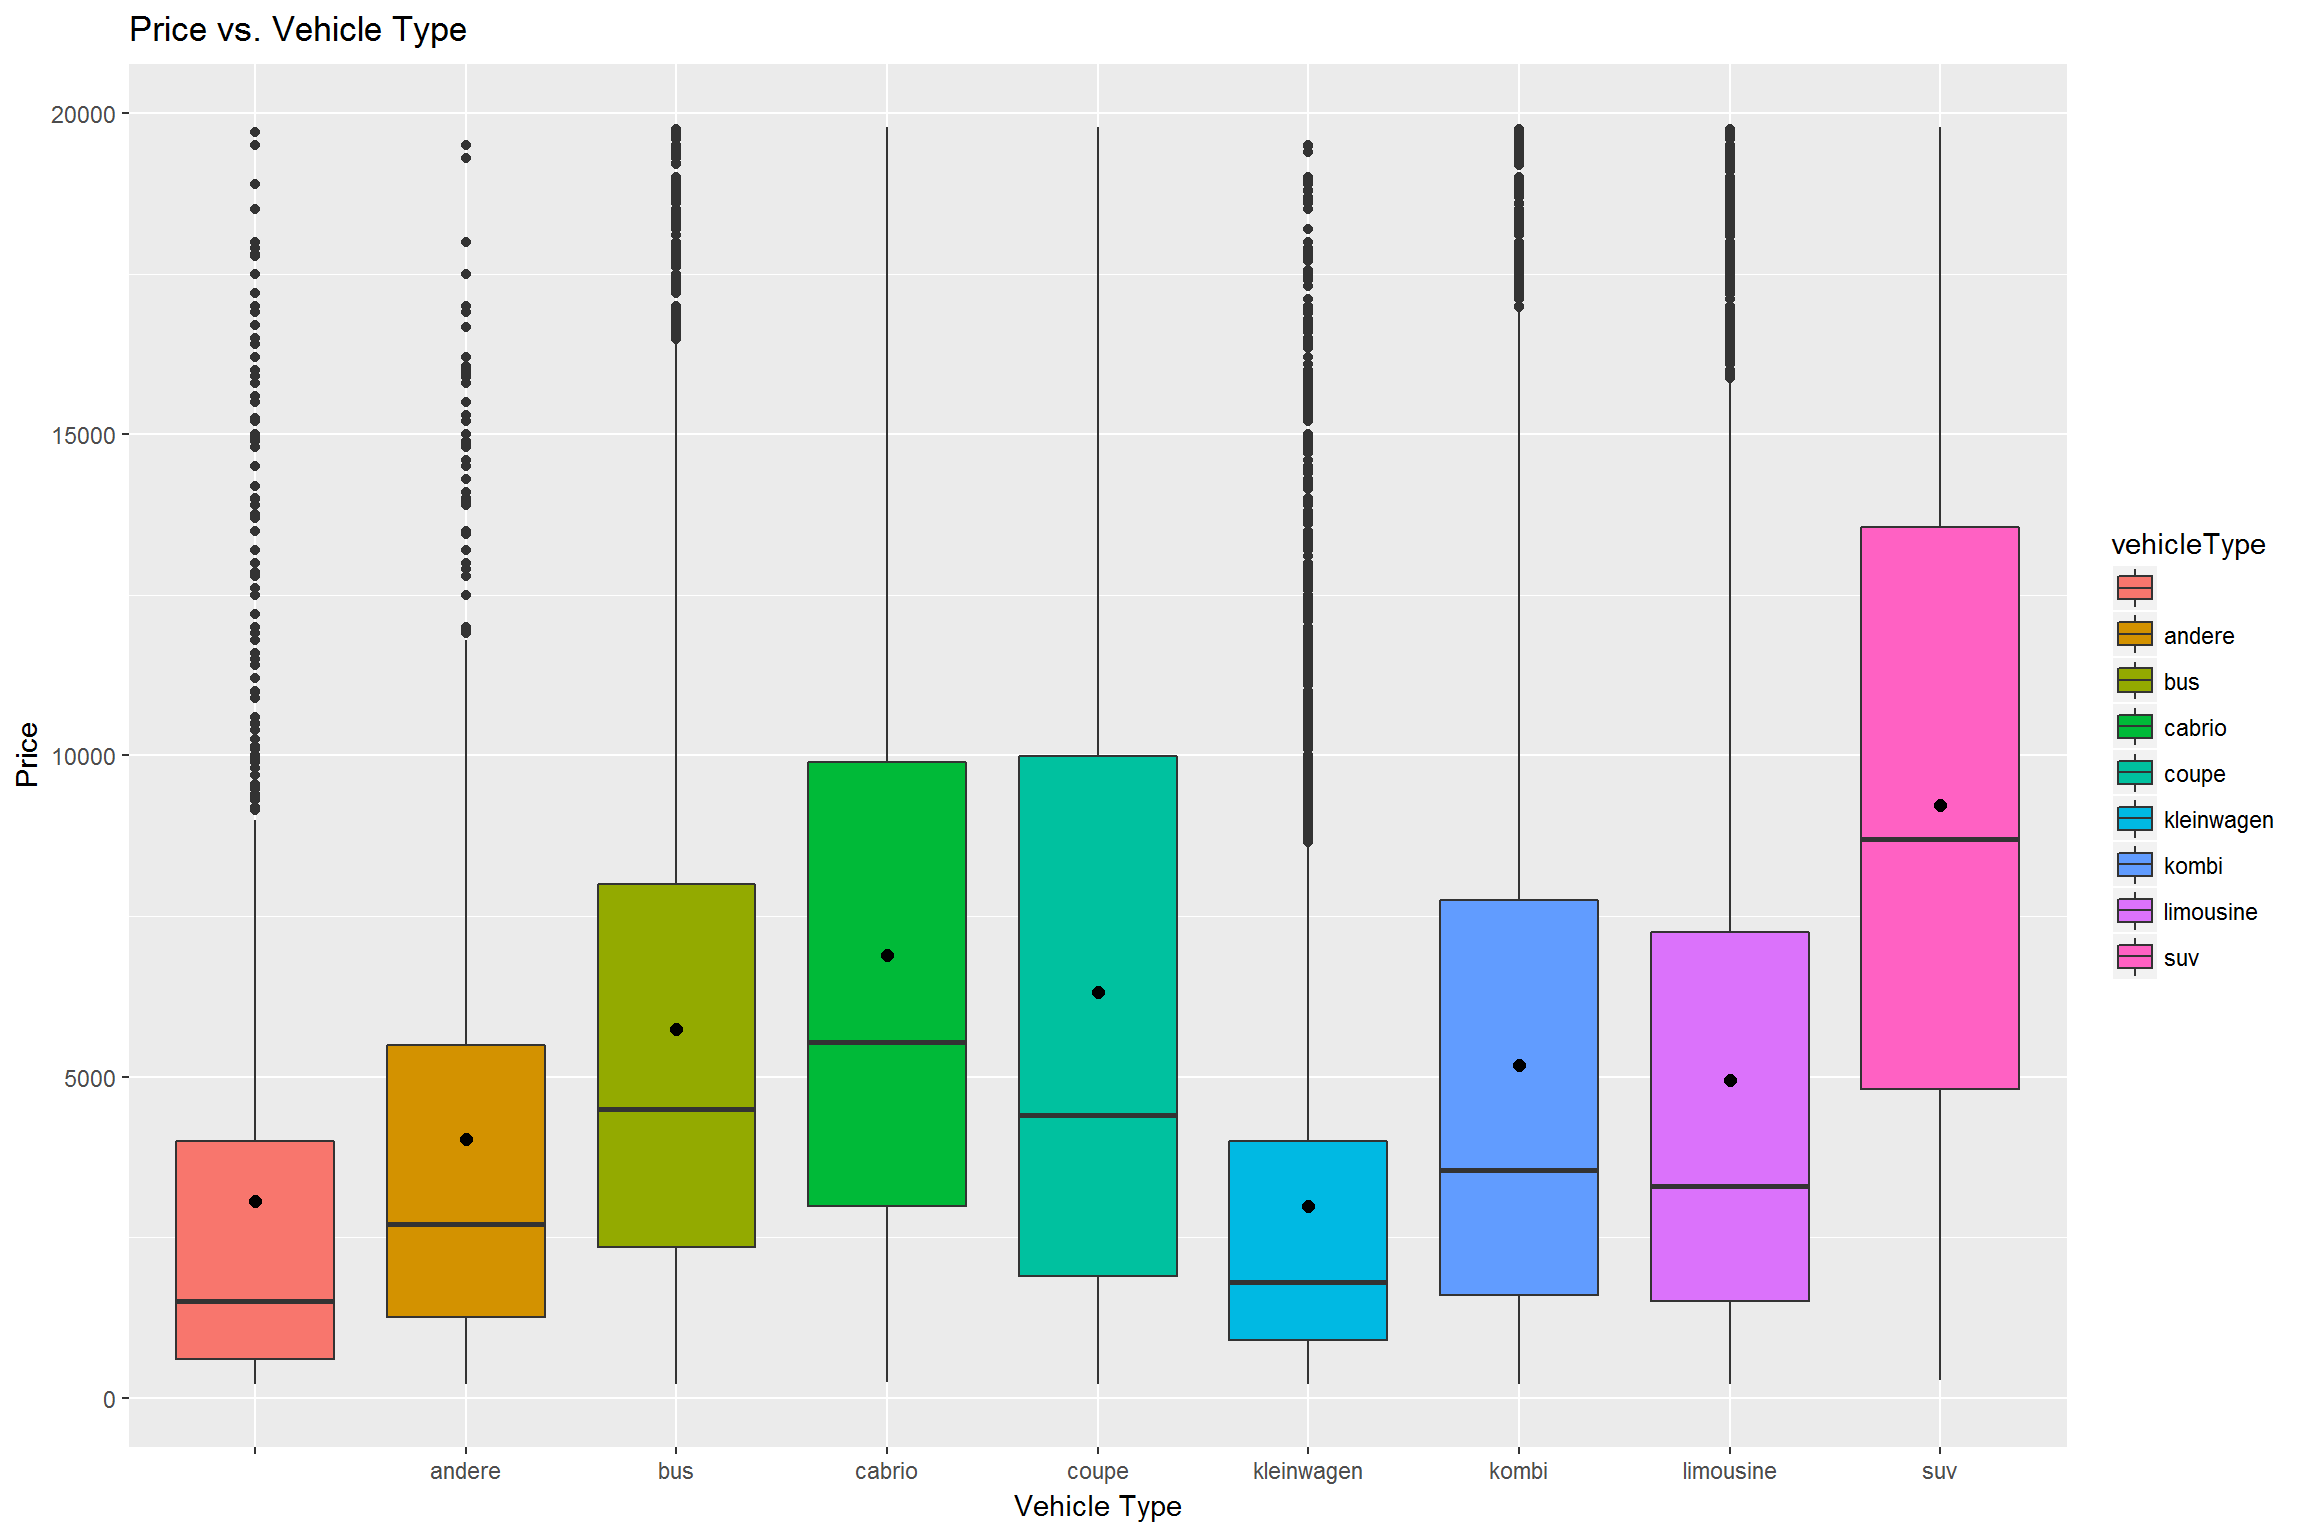 Price vs. Vehicle Type
20000
15000
10000
5000
0
Price
andere bus cabrio coupe kleinwagen kombi limousine suv
Vehicle Type
vehicleType
andere
bus
cabrio
coupe
kleinwagen
kombi
limousine
suv